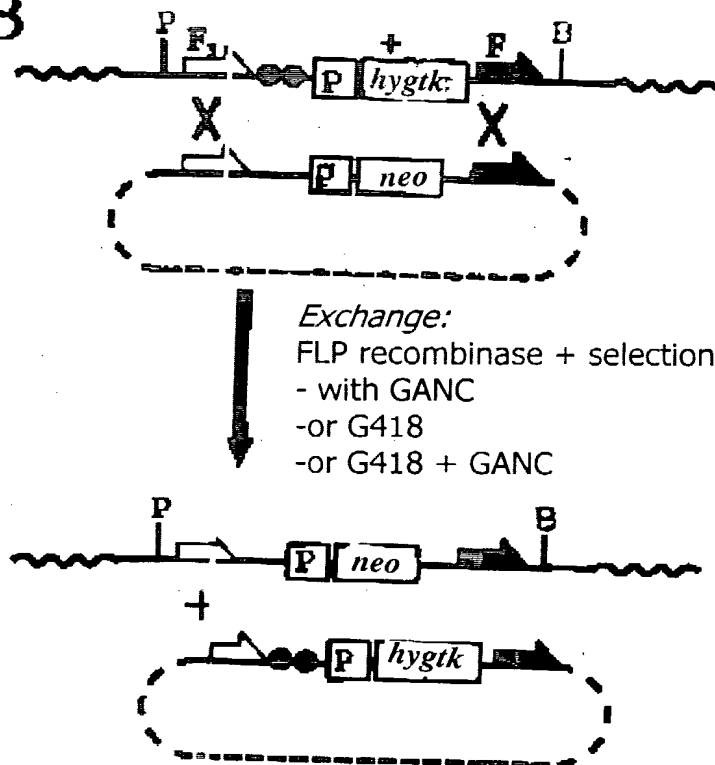 B
P F B
+
P hygtk F
X X
P neo
Exchange:
FLP recombinase + selection
- with GANC
-or G418
-or G418 + GANC
P B
P neo
+
P hygtk